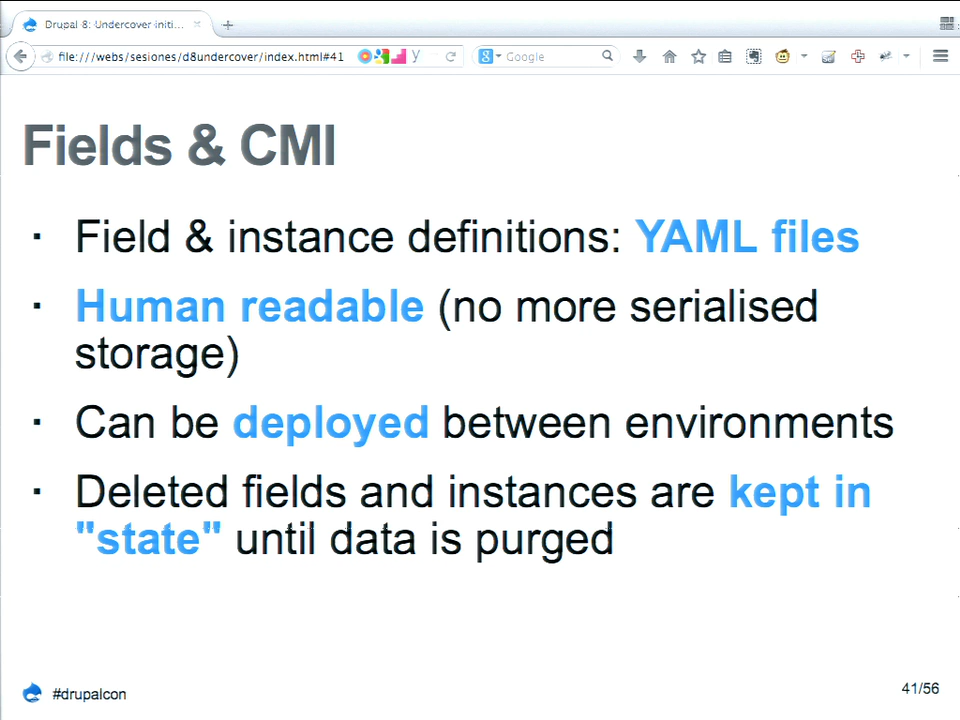 Drupal 8: Undercover initi...
file:///webs/sesiones/d8undercover/index.html#41
Google
Fields & CMI
· Field & instance definitions: YAML files
· Human readable (no more serialised
storage)
· Can be deployed between environments
· Deleted fields and instances are kept in
"state" until data is purged
#drupalcon
41/56